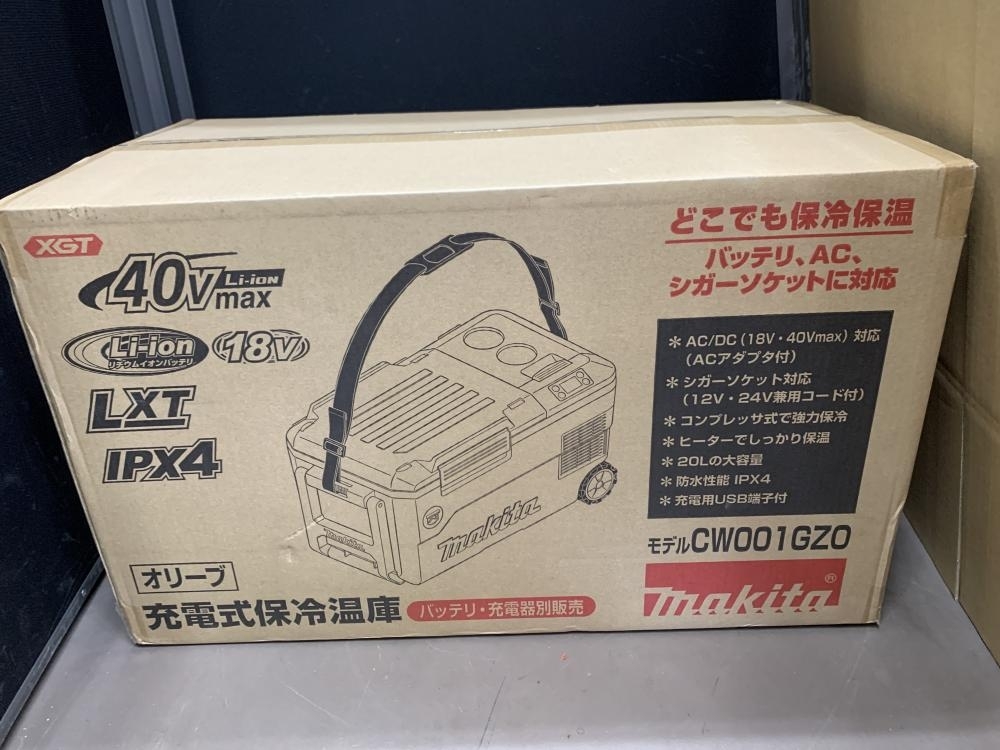 XGT
40Vmax Li-ion
Li-ion 18V
リチウムイオンバッテリ
LXT
IPX4
オリーブ
充電式保冷温庫
バッテリ・充電器別販売
makita
makita
どこでも保冷保温
バッテリ、AC、
シガーソケットに対応
＊AC/DC（18V・40Vmax）対応
（ACアダプタ付）
＊シガーソケット対応
（12V・24V兼用コード付）
＊コンプレッサ式で強力保冷
＊ヒーターでしっかり保温
＊20Lの大容量
＊防水性能 IPX4
＊充電用USB端子付
モデルCW001GZO
makita®